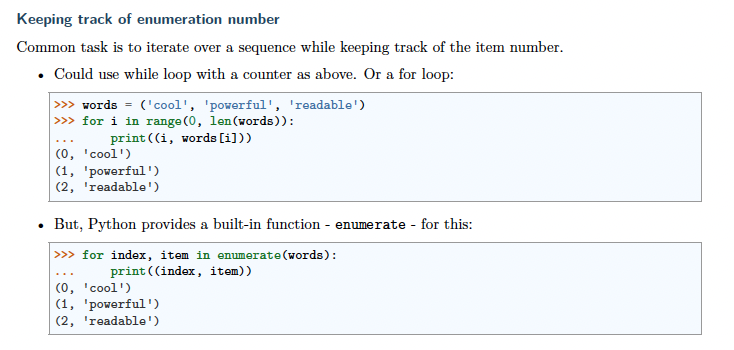 Keeping track of enumeration number
Common task is to iterate over a sequence while keeping track of the item number.
• Could use while loop with a counter as above. Or a for loop:
>>> words = ('cool', 'powerful', 'readable')
>>> for i in range(0, len(words)):
...     print((i, words[i]))
(0, 'cool')
(1, 'powerful')
(2, 'readable')
• But, Python provides a built-in function - enumerate - for this:
>>> for index, item in enumerate(words):
...     print((index, item))
(0, 'cool')
(1, 'powerful')
(2, 'readable')